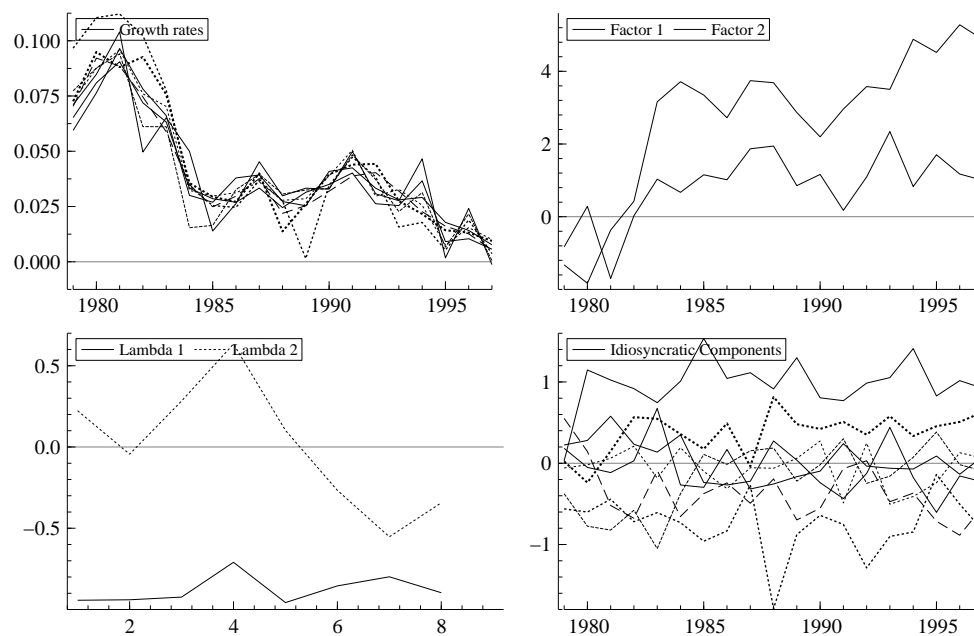 Growth rates
0.100
0.075
0.050
0.025
0.000
1980 1985 1990 1995
Factor 1 Factor 2
4
2
0
1980 1985 1990 1995
Lambda 1 Lambda 2
0.5
0.0
−0.5
2 4 6 8
Idiosyncratic Components
1
0
−1
1980 1985 1990 1995